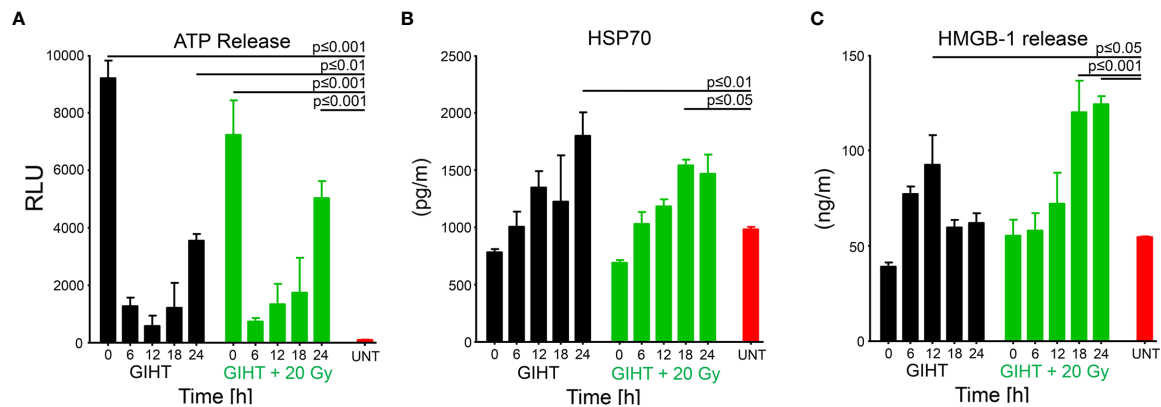 A
ATP Release
p≤0.001
p≤0.01
p≤0.001
p≤0.001
10000
8000
6000
4000
2000
0
RLU
0 6 12 18 24 0 6 12 18 24 UNT
GIHT GIHT + 20 Gy
Time [h]
B
HSP70
p≤0.01
p≤0.05
2500
2000
1500
1000
500
0
(pg/m)
0 6 12 18 24 0 6 12 18 24 UNT
GIHT GIHT + 20 Gy
Time [h]
C
HMGB-1 release
p≤0.05
p≤0.001
150
100
50
0
(ng/m)
0 6 12 18 24 0 6 12 18 24 UNT
GIHT GIHT + 20 Gy
Time [h]